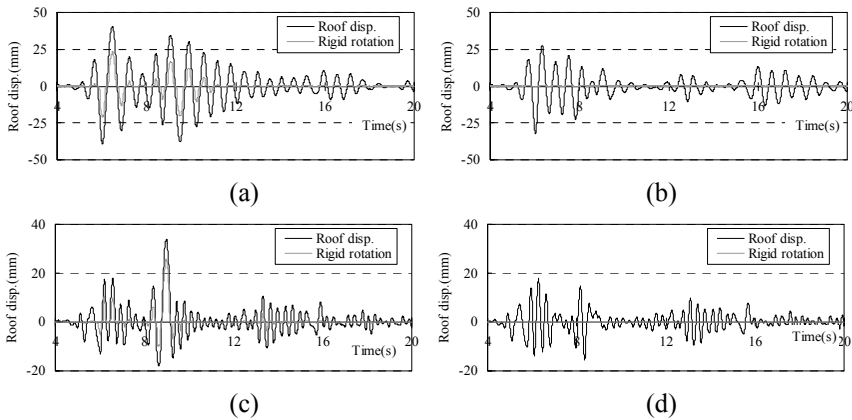 50
25
0
-25
-50
Roof disp.(mm)
4
8
12
16
20
Time(s)
Roof disp.
Rigid rotation
(a)
50
25
0
-25
-50
Roof disp.(mm)
4
8
12
16
20
Time(s)
Roof disp.
Rigid rotation
(b)
40
20
0
-20
Roof disp.(mm)
4
8
12
16
20
Time(s)
Roof disp.
Rigid rotation
(c)
40
20
0
-20
Roof disp.(mm)
4
8
12
16
20
Time(s)
Roof disp.
Rigid rotation
(d)